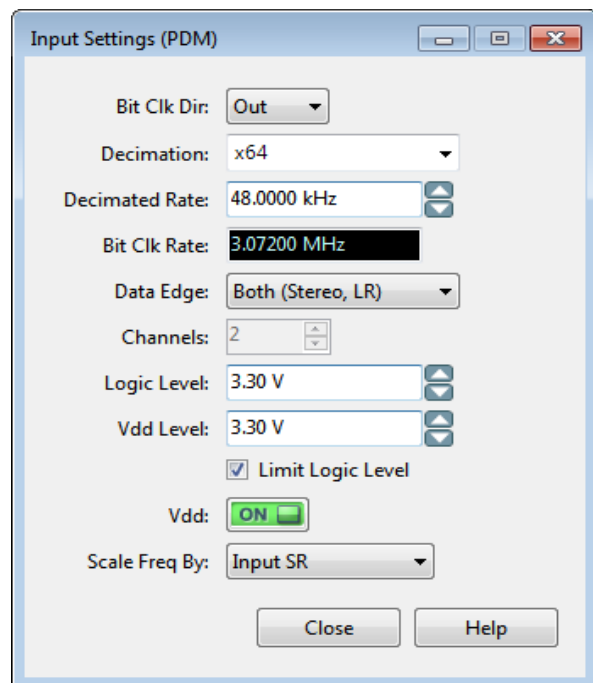 Input Settings (PDM)
Bit Clk Dir: Out
Decimation: x64
Decimated Rate: 48.0000 kHz
Bit Clk Rate: 3.07200 MHz
Data Edge: Both (Stereo, LR)
Channels: 2
Logic Level: 3.30 V
Vdd Level: 3.30 V
Limit Logic Level
Vdd: ON
Scale Freq By: Input SR
Close Help